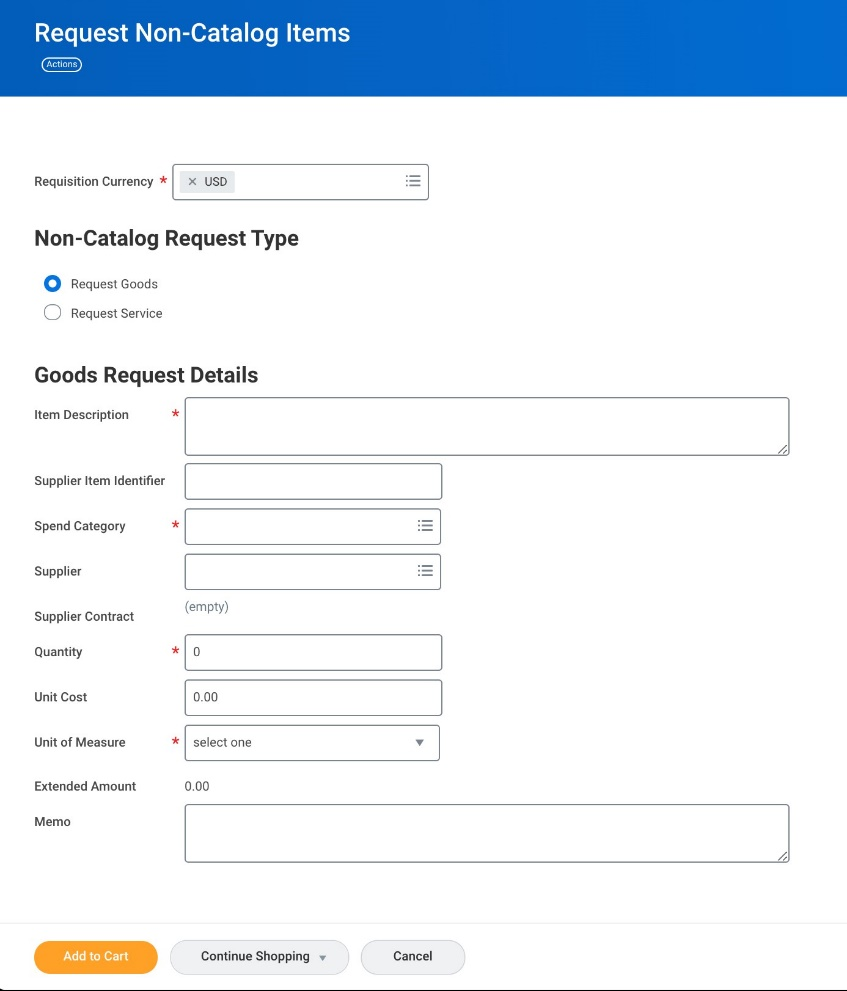 Request Non-Catalog Items
Actions
Requisition Currency * × USD
Non-Catalog Request Type
Request Goods
Request Service
Goods Request Details
Item Description *
Supplier Item Identifier
Spend Category *
Supplier
Supplier Contract (empty)
Quantity * 0
Unit Cost 0.00
Unit of Measure * select one
Extended Amount 0.00
Memo
Add to Cart Continue Shopping Cancel